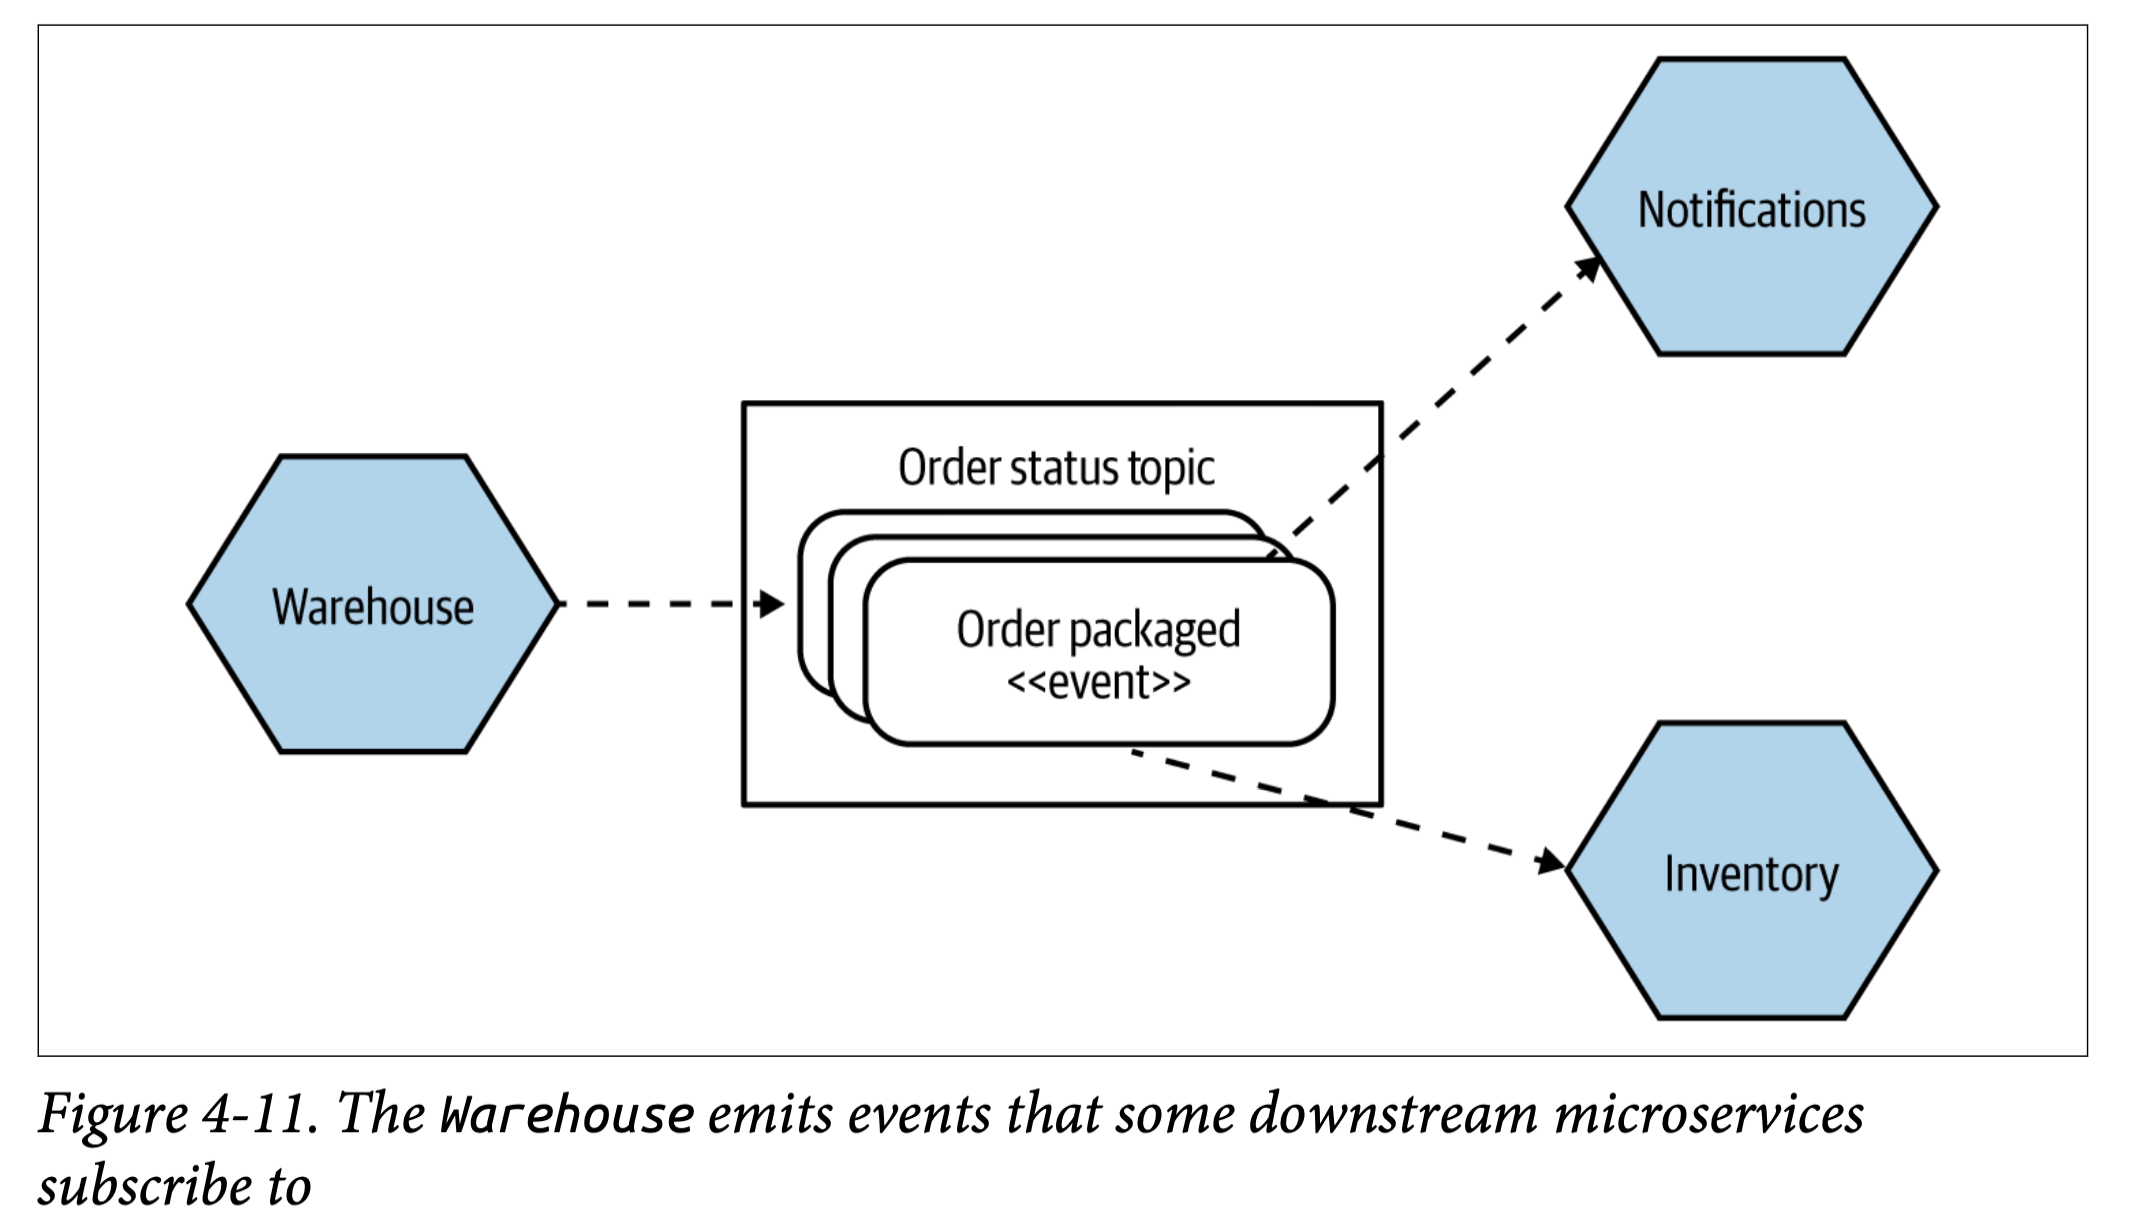 Notifications
Order status topic
Warehouse
Order packaged
<<event>>
Inventory
Figure 4-11. The Warehouse emits events that some downstream microservices
subscribe to